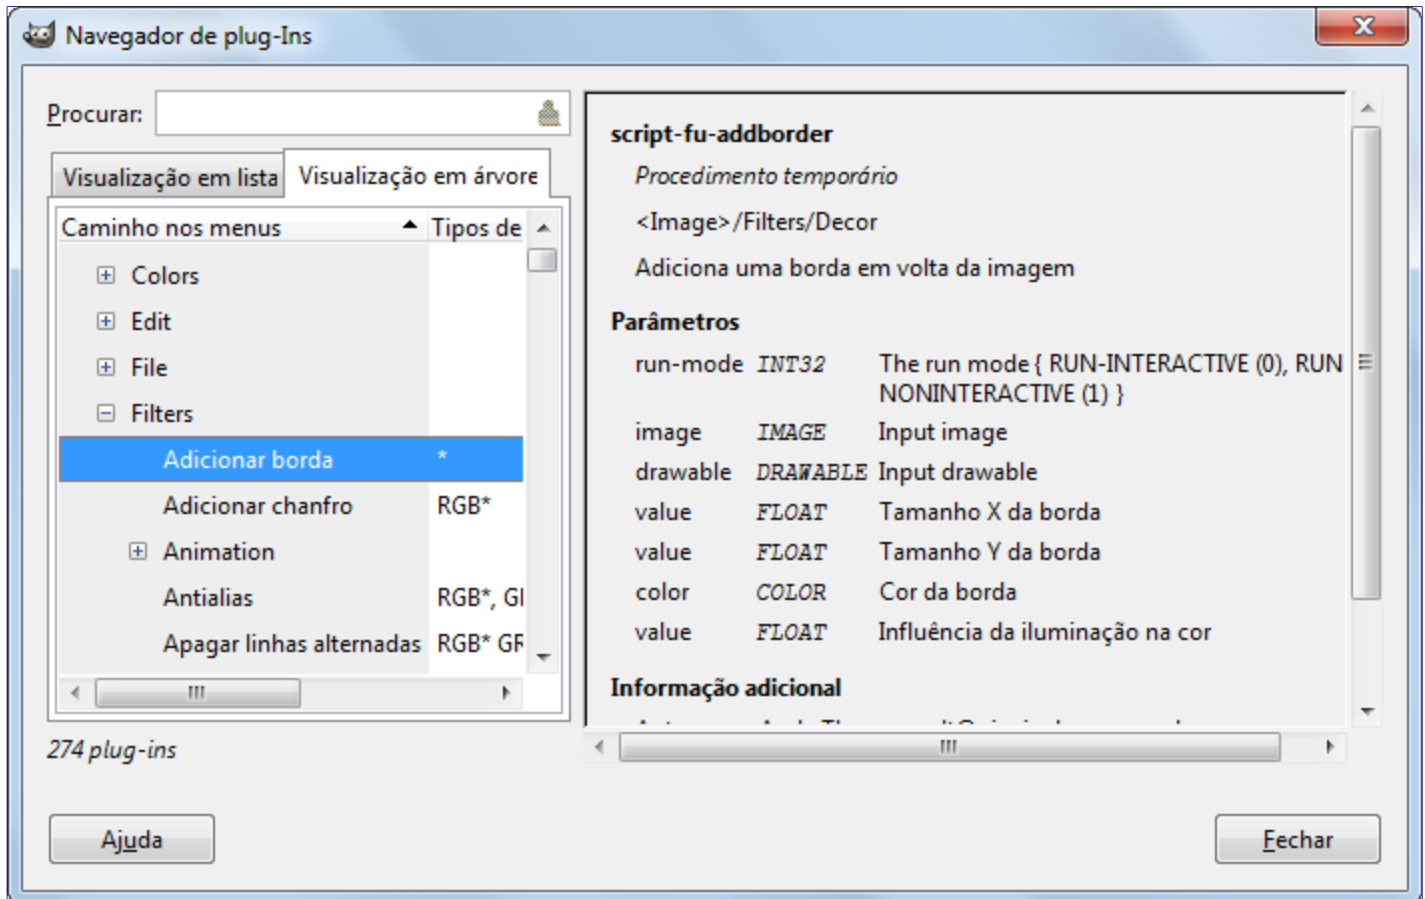 Navegador de plug-Ins
Procurar:
Visualização em lista
Visualização em árvore
Caminho nos menus
Tipos de
Colors
Edit
File
Filters
Adicionar borda *
Adicionar chanfro RGB*
Animation
Antialias RGB*, GI
Apagar linhas alternadas RGB* GR
274 plug-ins
Ajuda
script-fu-addborder
Procedimento temporário
<Image>/Filters/Decor
Adiciona uma borda em volta da imagem
Parâmetros
run-mode INT32 The run mode { RUN-INTERACTIVE (0), RUN
NONINTERACTIVE (1) }
image IMAGE Input image
drawable DRAWABLE Input drawable
value FLOAT Tamanho X da borda
value FLOAT Tamanho Y da borda
color COLOR Cor da borda
value FLOAT Influência da iluminação na cor
Informação adicional
Fechar